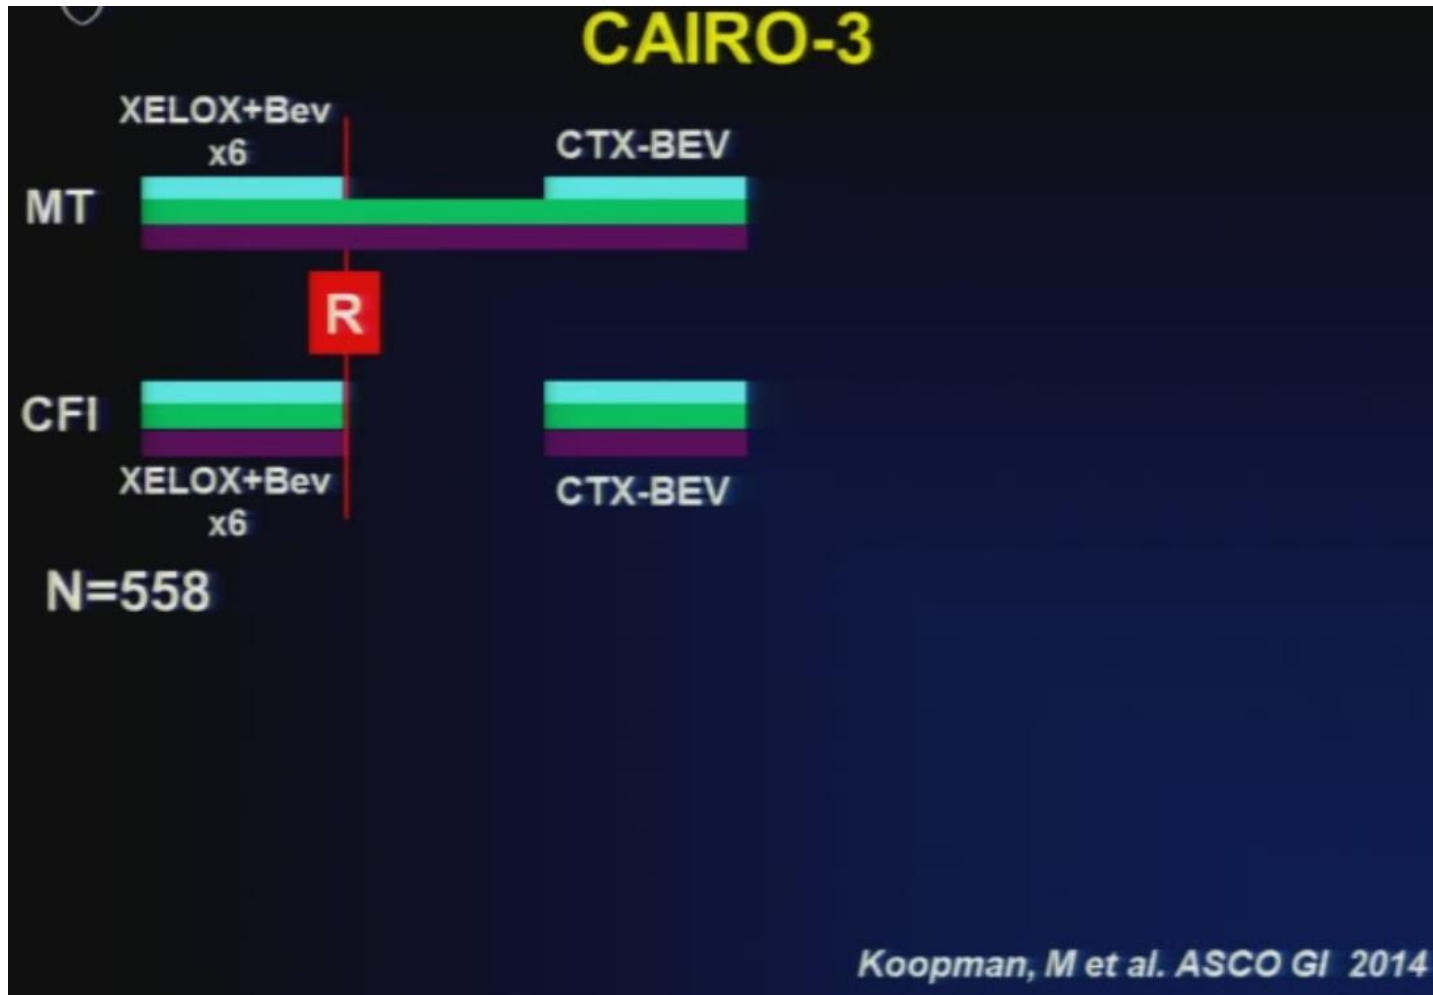 CAIRO-3
XELOX+Bev
x6
CTX-BEV
MT
R
CFI
XELOX+Bev
x6
CTX-BEV
N=558
Koopman, M et al. ASCO GI 2014